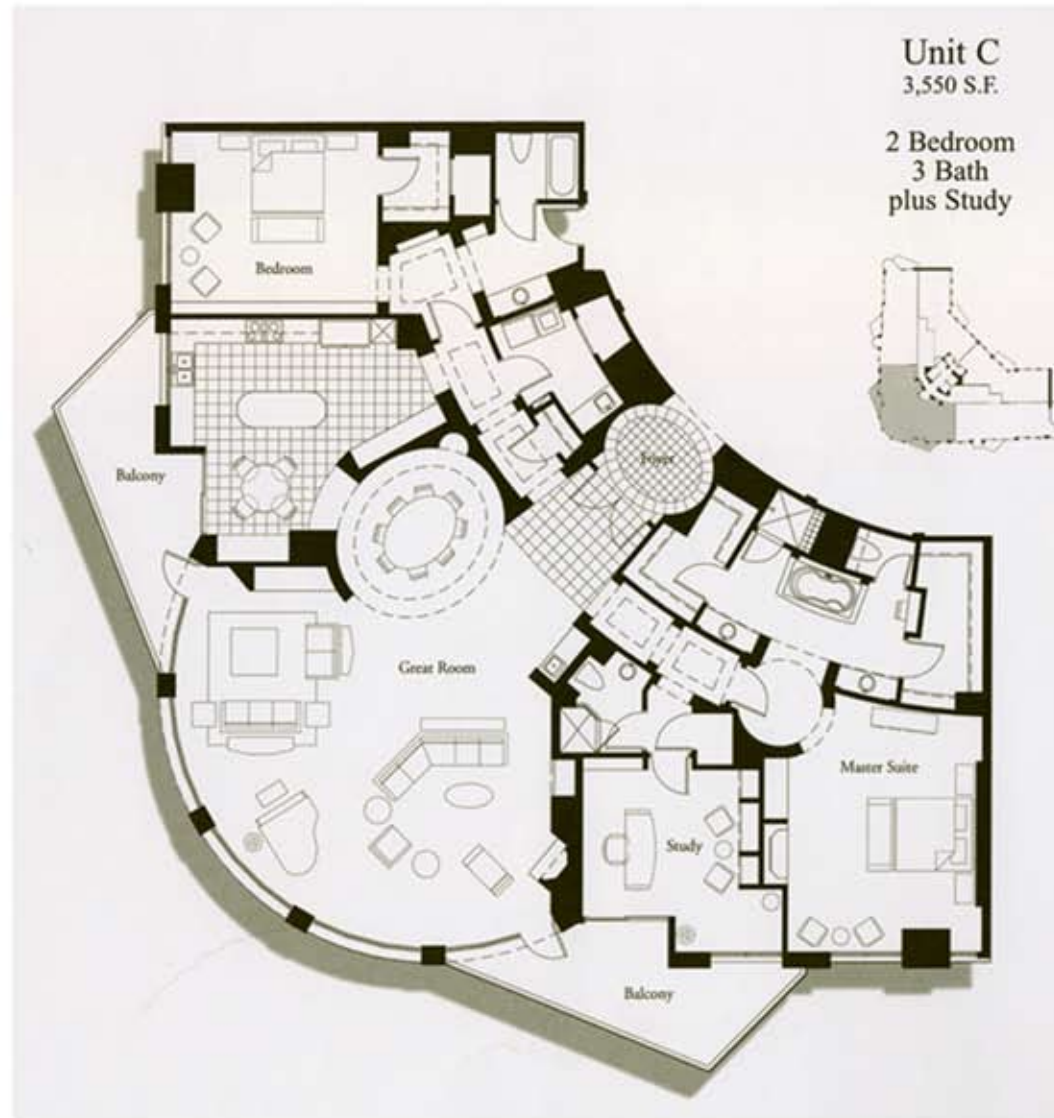 Unit C
3,550 S.F.
2 Bedroom
3 Bath
plus Study
Bedroom
Balcony
Foyer
Great Room
Master Suite
Study
Balcony